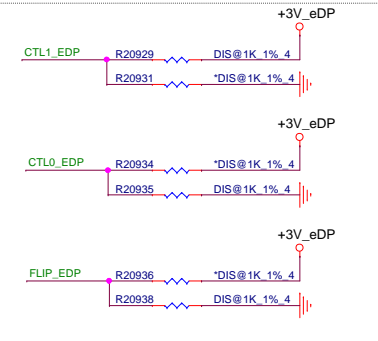 +3V_eDP
CTL1_EDP R20929 DIS@1K_1%_4
R20931 *DIS@1K_1%_4
+3V_eDP
CTL0_EDP R20934 *DIS@1K_1%_4
R20935 DIS@1K_1%_4
+3V_eDP
FLIP_EDP R20936 *DIS@1K_1%_4
R20938 DIS@1K_1%_4